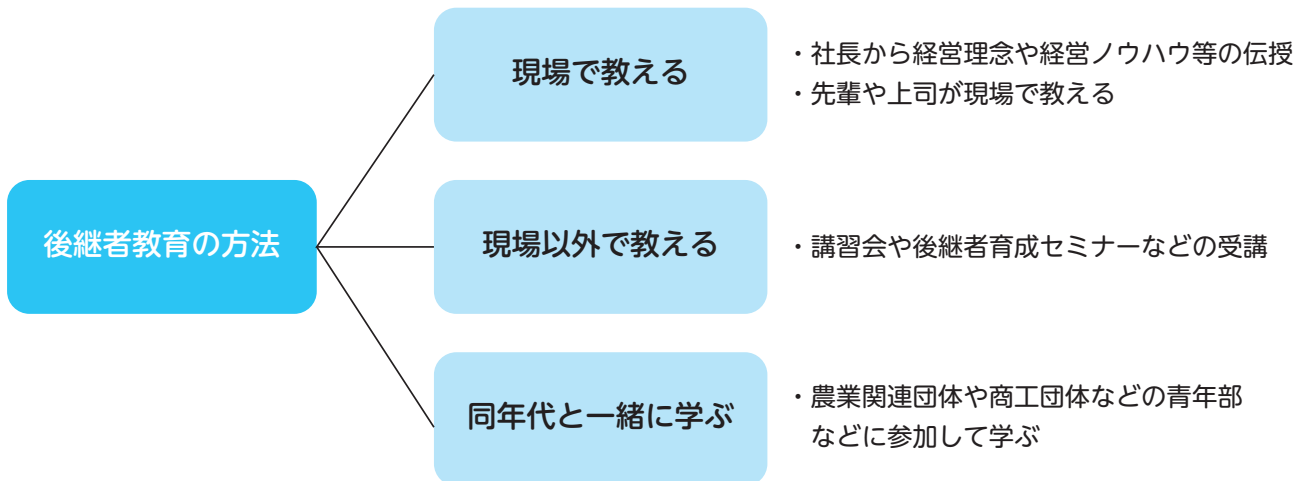 後継者教育の方法
現場で教える
・社長から経営理念や経営ノウハウ等の伝授
・先輩や上司が現場で教える
現場以外で教える
・講習会や後継者育成セミナーなどの受講
同年代と一緒に学ぶ
・農業関連団体や商工団体などの青年部
などに参加して学ぶ